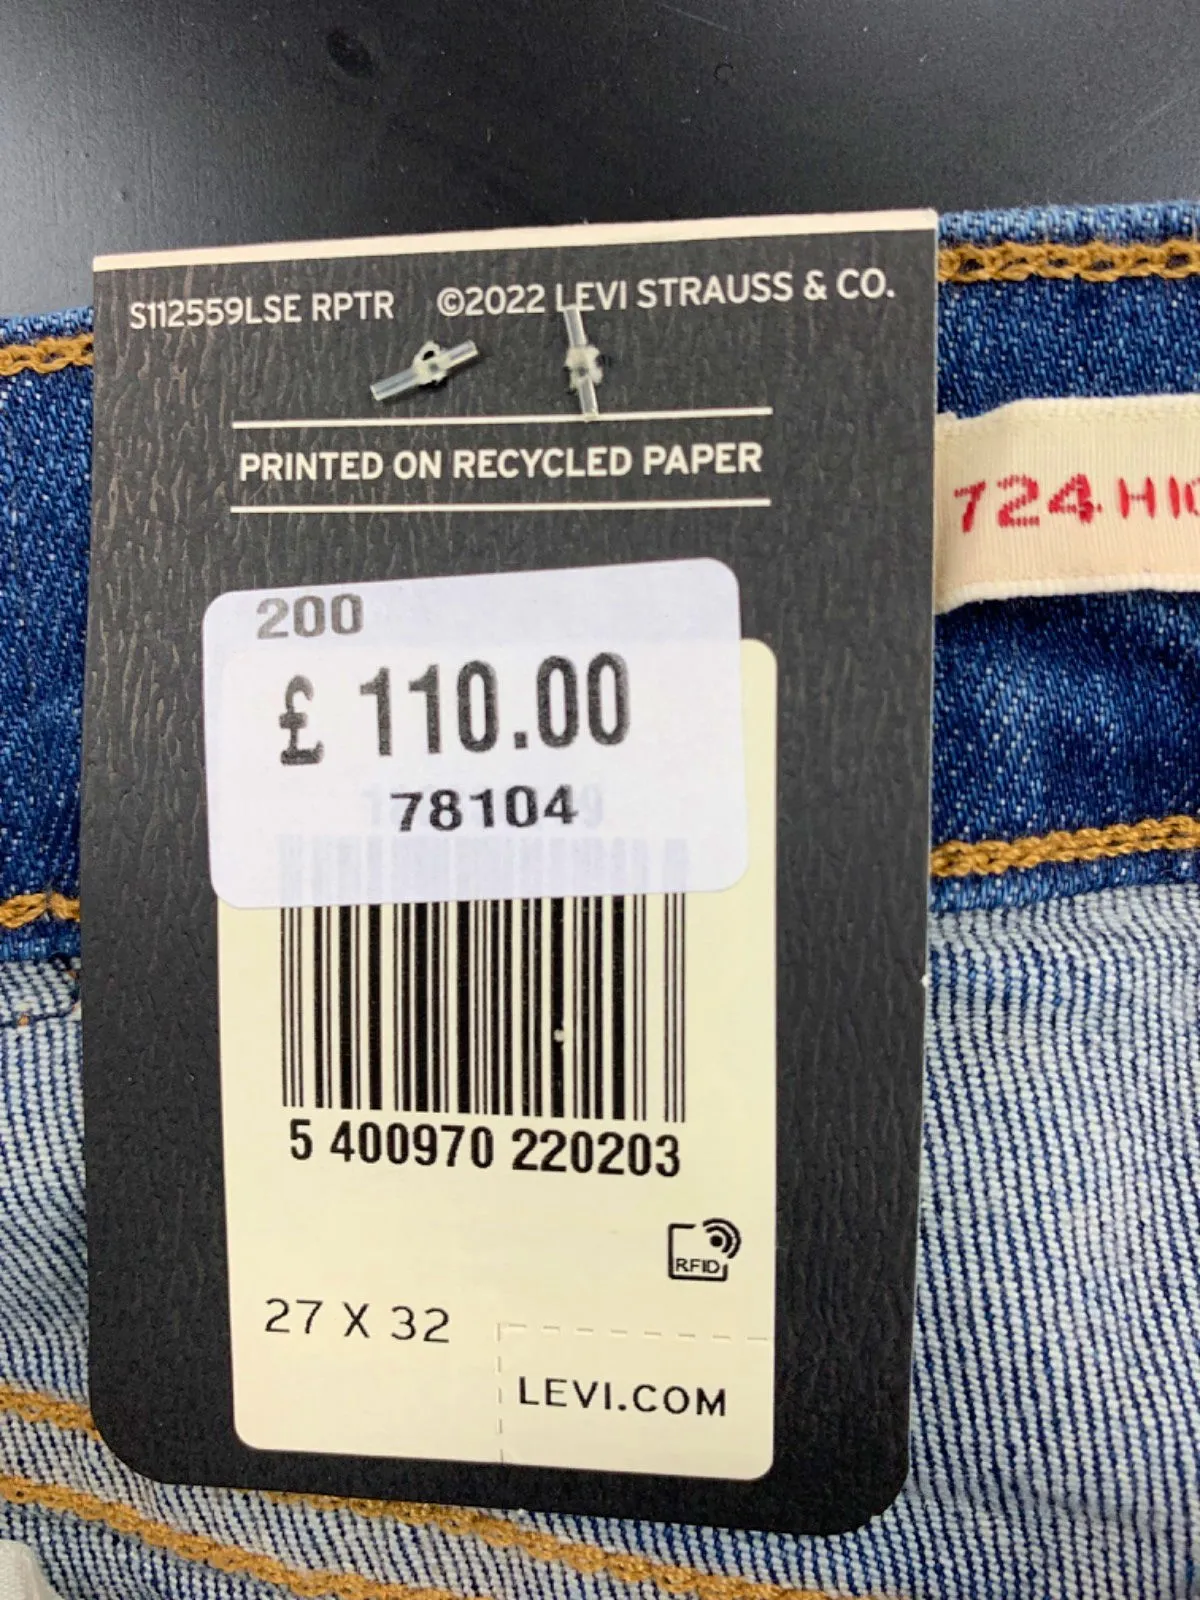 S112559LSE RPTR ©2022 LEVI STRAUSS & CO.
PRINTED ON RECYCLED PAPER
724 HIG
200
£ 110.00
78104
5 400970 220203
RFID
27 X 32
LEVI.COM